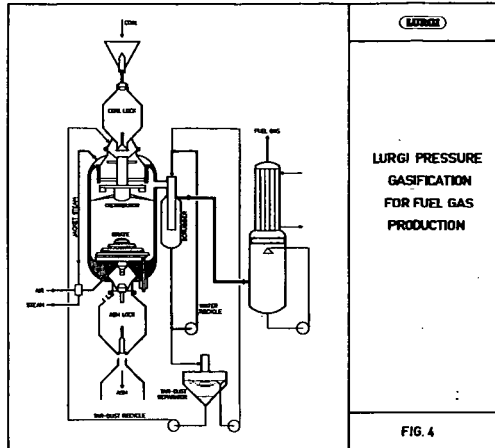 COAL
LURGI
COAL LOCK
FUEL GAS
LURGI PRESSURE
GASIFICATION
FOR FUEL GAS
PRODUCTION
JACKET STEAM
SCRUBBER
GRATE
AIR
STEAM
WATER
RECYCLE
ASH LOCK
ASH
TAR-DUST
SEPARATOR
TAR-DUST RECYCLE
FIG. 4